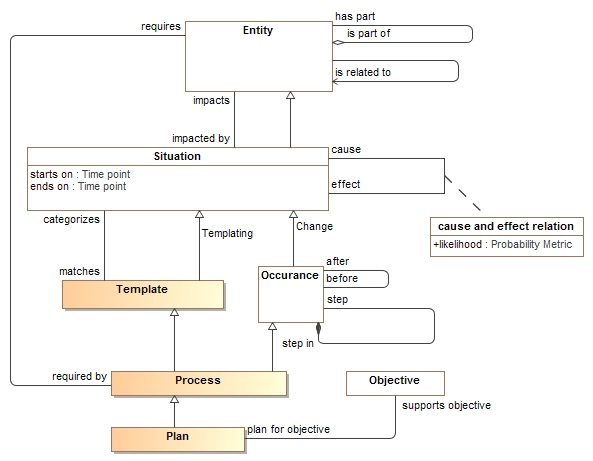 has part
requires
Entity
is part of
is related to
impacts
impacted by
Situation
cause
starts on : Time point
ends on : Time point
effect
categorizes
cause and effect relation
Templating
Change
+likelihood : Probability Metric
matches
Occurance
after
before
Template
step
step in
required by
Process
Objective
supports objective
Plan
plan for objective